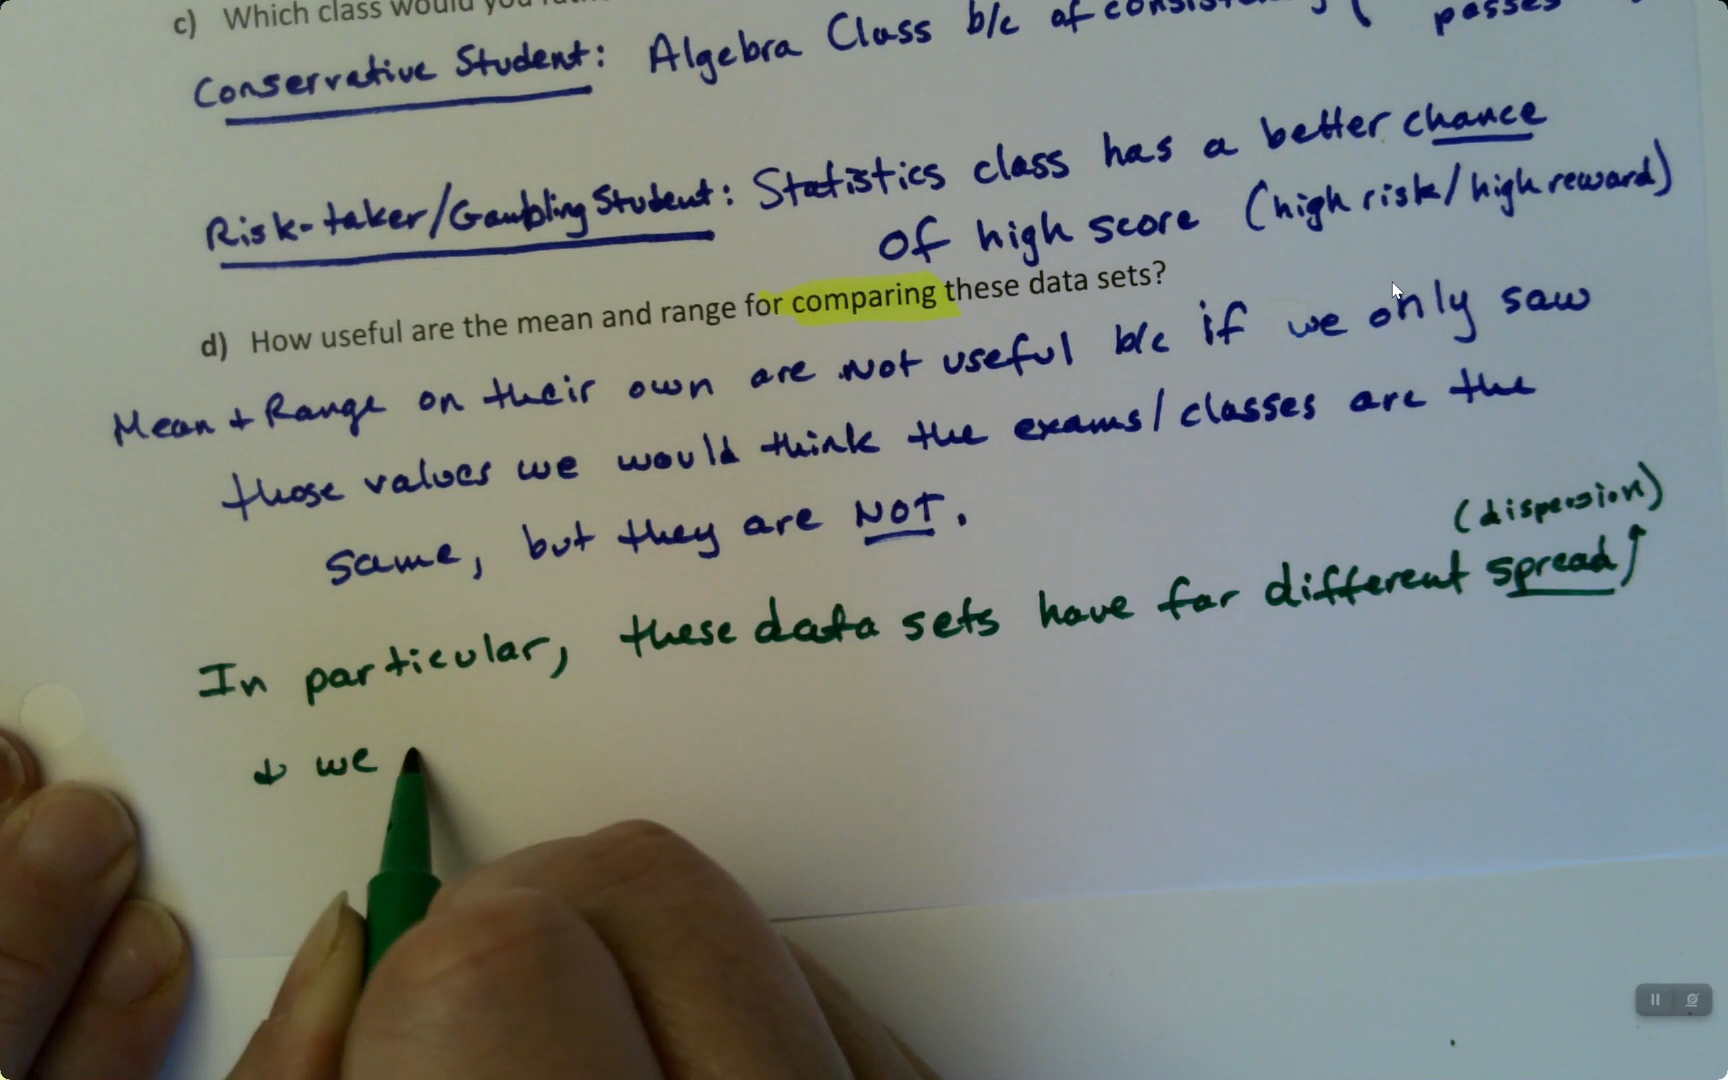 c) Which class would you
Conservative Student: Algebra Class b/c of passes
Risk-taker/Gambling Student: Statistics class has a better chance
of high score (high risk/high reward)
d) How useful are the mean and range for comparing these data sets?
Mean + Range on their own are Not useful b/c if we only saw
those values we would think the exams/classes are the
same, but they are NOT.
(dispersion)
In particular, these data sets have far different spread
+ we